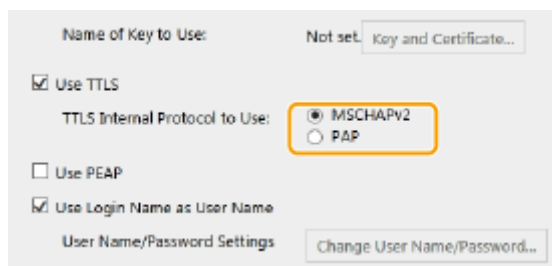 Name of Key to Use: Not set. Key and Certificate...
Use TTLS
TTLS Internal Protocol to Use: MSCHAPv2
PAP
Use PEAP
Use Login Name as User Name
User Name/Password Settings Change User Name/Password...